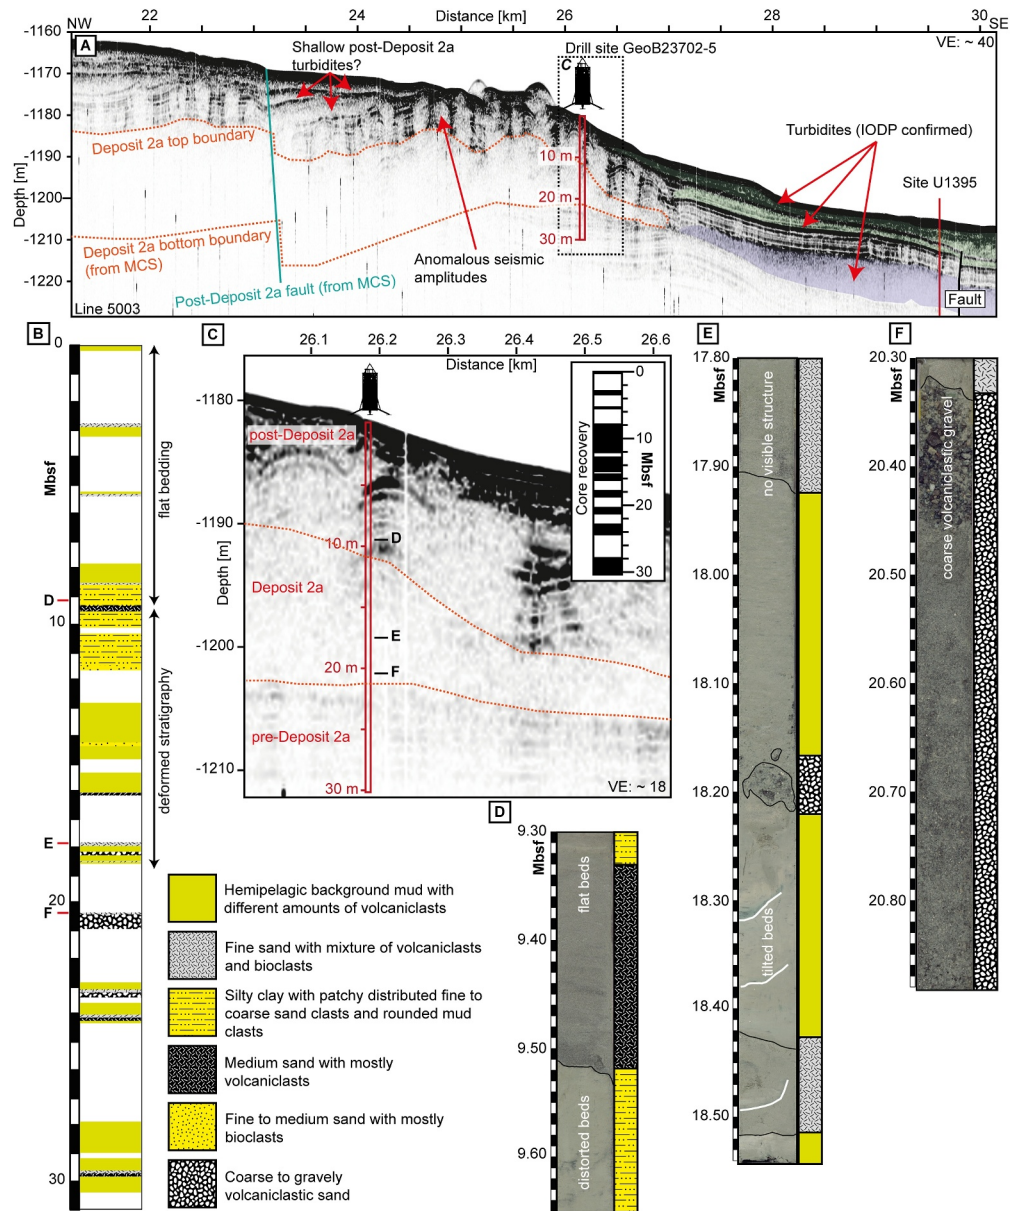 22
24
Distance [km]
26
28
30
NW
SE
-1160
A
VE: ~ 40
Shallow post-Deposit 2a
turbidites?
Drill site GeoB23702-5
C
-1170
-1180
-1190
-1200
-1210
-1220
Depth [m]
Deposit 2a top boundary
10 m
20 m
30 m
Turbidites (IODP confirmed)
Site U1395
Deposit 2a bottom boundary
(from MCS)
Anomalous seismic
amplitudes
Post-Deposit 2a fault (from MCS)
Line 5003
Fault
B
0
Mbsf
flat bedding
D
10
deformed stratigraphy
E
20
F
30
C
26.1
26.2
26.3
26.4
26.5
26.6
Distance [km]
-1180
-1190
-1200
-1210
Depth [m]
post-Deposit 2a
10 m
D
Deposit 2a
E
20 m
F
pre-Deposit 2a
30 m
VE: ~ 18
Core recovery
0
10
Mbsf
20
30
Hemipelagic background mud with
different amounts of volcaniclasts
Fine sand with mixture of volcaniclasts
and bioclasts
Silty clay with patchy distributed fine to
coarse sand clasts and rounded mud
clasts
Medium sand with mostly
volcaniclasts
Fine to medium sand with mostly
bioclasts
Coarse to gravely
volcaniclastic sand
D
9.30
Mbsf
9.40
9.50
9.60
flat beds
distorted beds
E
17.80
Mbsf
17.90
18.00
18.10
18.20
18.30
18.40
18.50
no visible structure
tilted beds
F
20.30
Mbsf
20.40
20.50
20.60
20.70
20.80
coarse volcaniclastic gravel